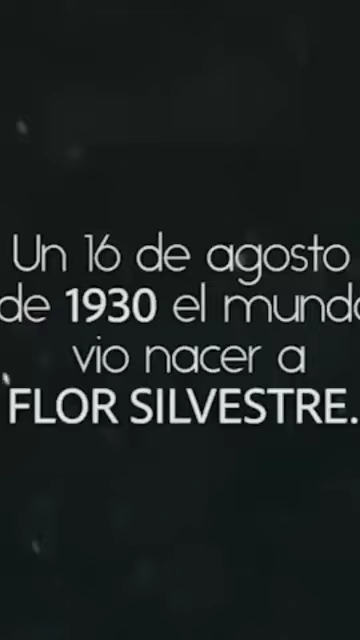 Un 16 de agosto
de 1930 el mundo
vio nacer a
FLOR SILVESTRE.